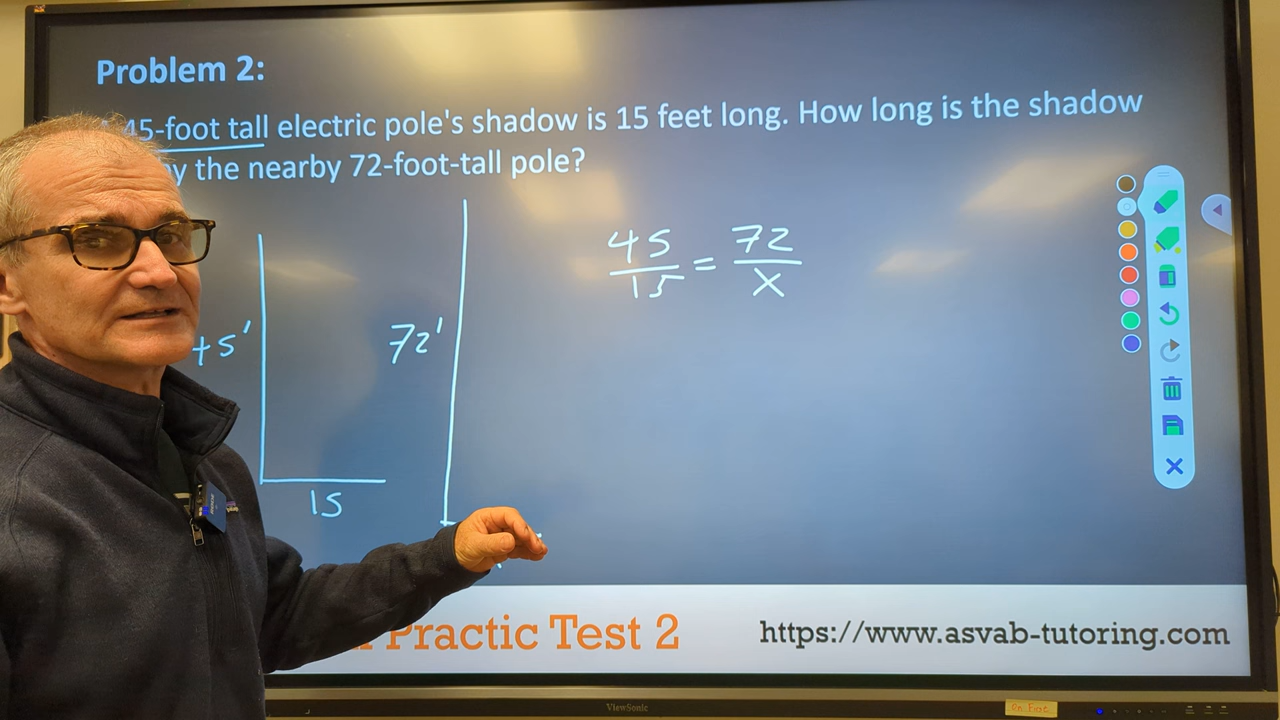 Problem 2:
45-foot tall electric pole's shadow is 15 feet long. How long is the shadow
the nearby 72-foot-tall pole?
45 = 72
15 x
72'
15
Practic Test 2
https://www.asvab-tutoring.com
ViewSonic